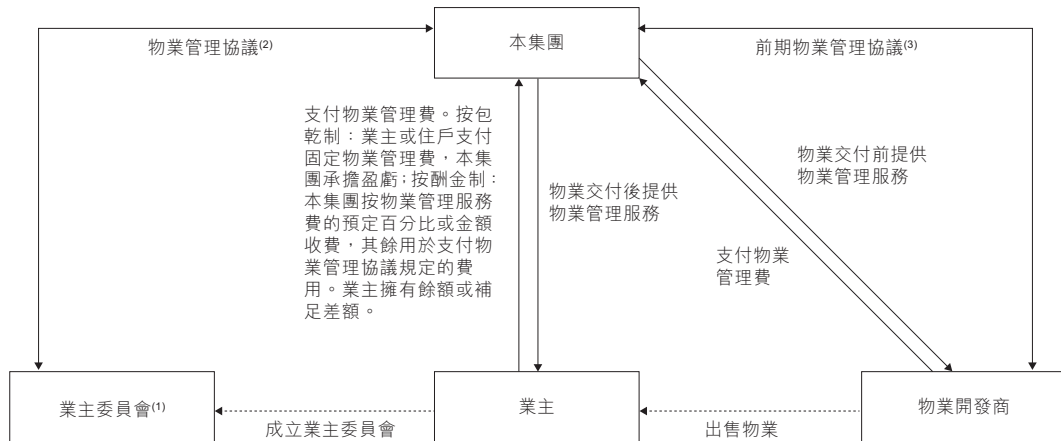 本集團
物業管理協議(2)
前期物業管理協議(3)
支付物業管理費。按包
乾制：業主或住戶支付
固定物業管理費，本集
團承擔盈虧；按酬金制：
本集團按物業管理服務
費的預定百分比或金額
收費，其餘用於支付物
業管理協議規定的費
用。業主擁有餘額或補
足差額。
物業交付後提供
物業管理服務
物業交付前提供
物業管理服務
支付物業
管理費
業主委員會(1)
成立業主委員會
業主
出售物業
物業開發商